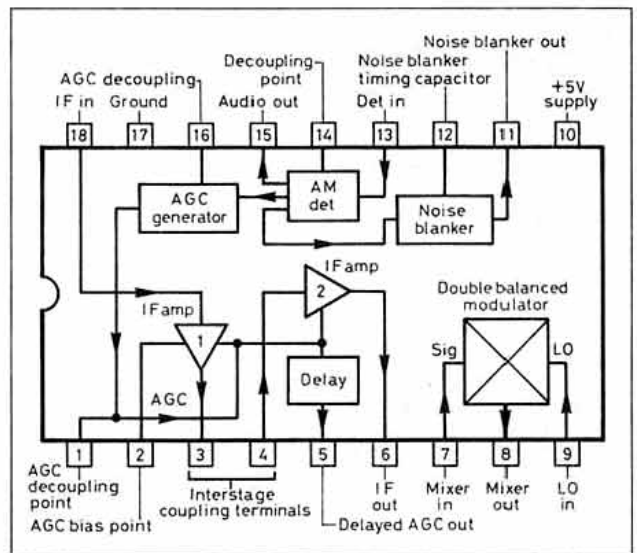 Noise blanker out
AGC decoupling
Decoupling
point
Noise blanker
timing capacitor
+5V
supply
IF in
Ground
Audio out
Det in
18
17
16
15
14
13
12
11
10
AGC
generator
AM
det
Noise
blanker
IF amp
2
Double balanced
modulator
IF amp
1
Sig
LO
Delay
AGC
1
2
3
4
5
6
7
8
9
AGC
decoupling
point
Interstage
coupling terminals
IF
out
Mixer
in
Mixer
out
LO
in
AGC bias point
Delayed AGC out